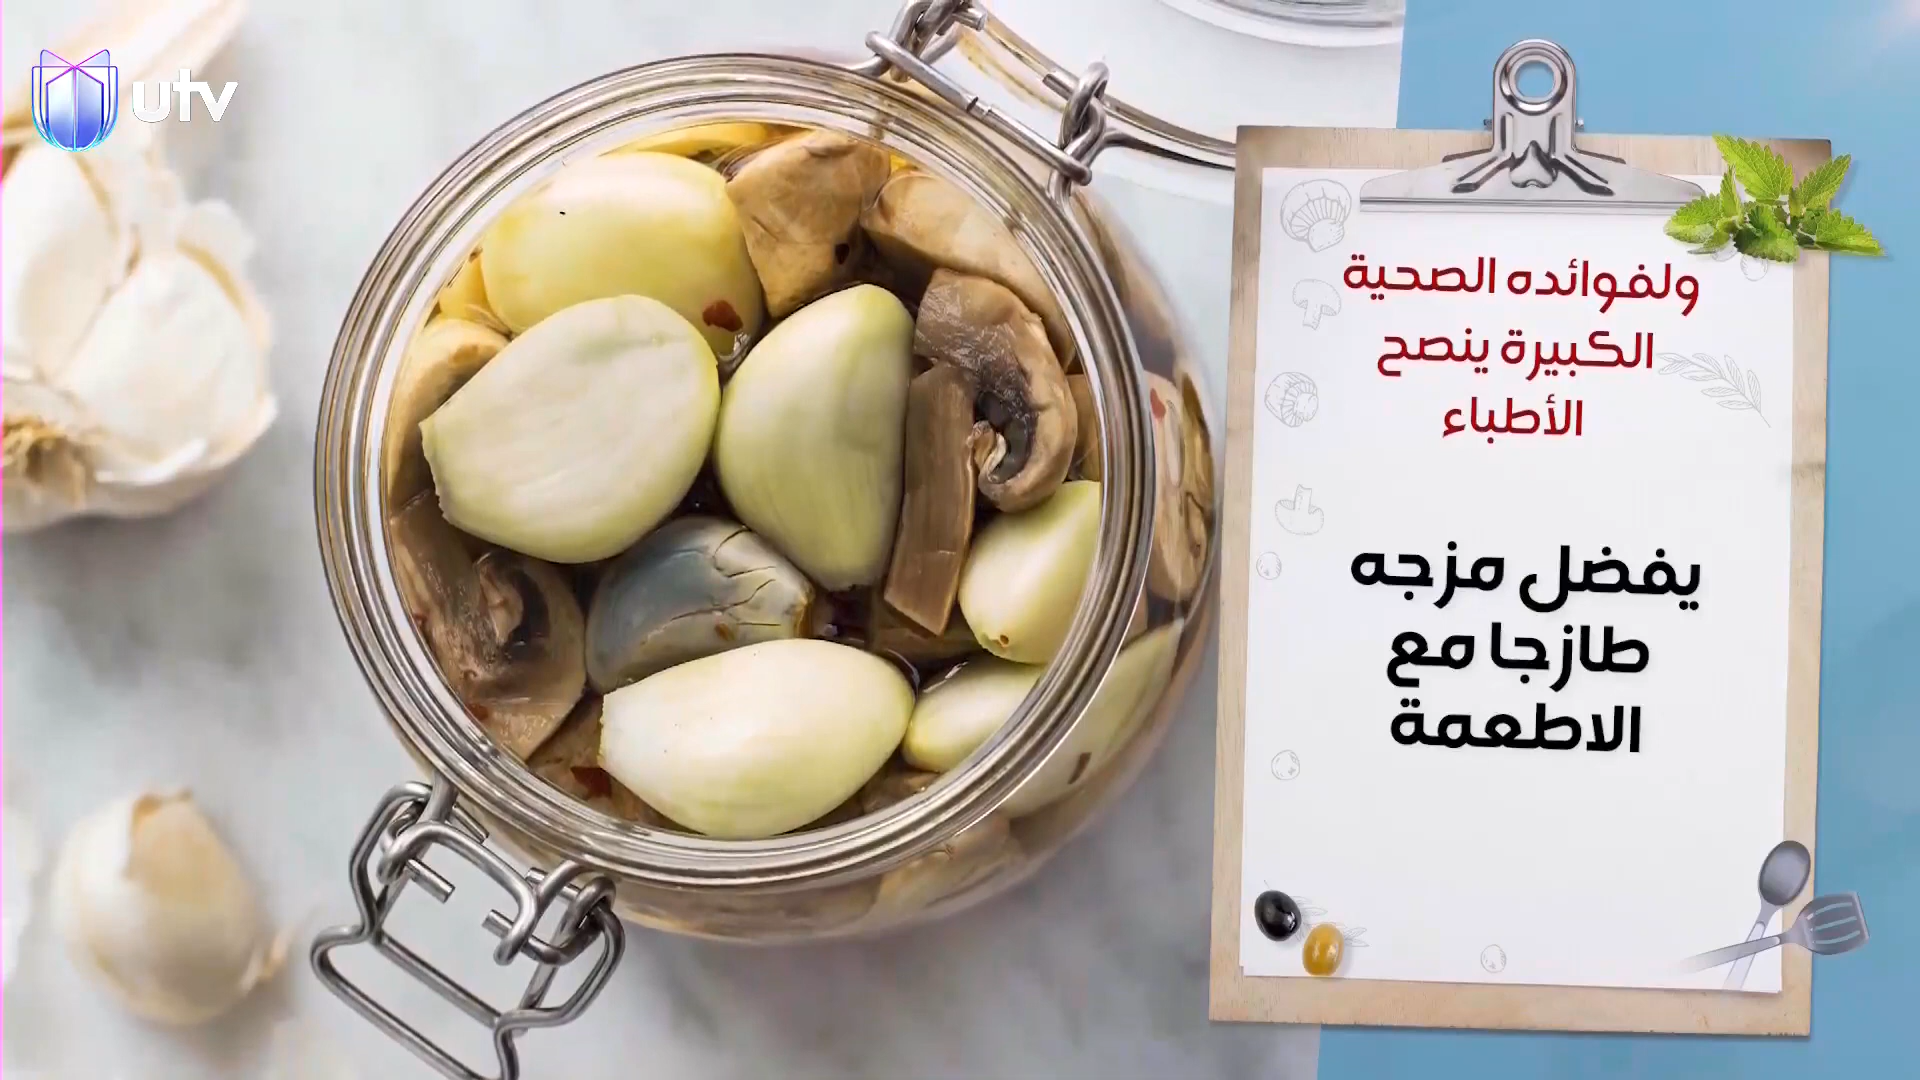 utv
ولفوائده الصحية
الكبيرة ينصح
الأطباء
يفضل مزجه
طازجا مع
الاطعمة